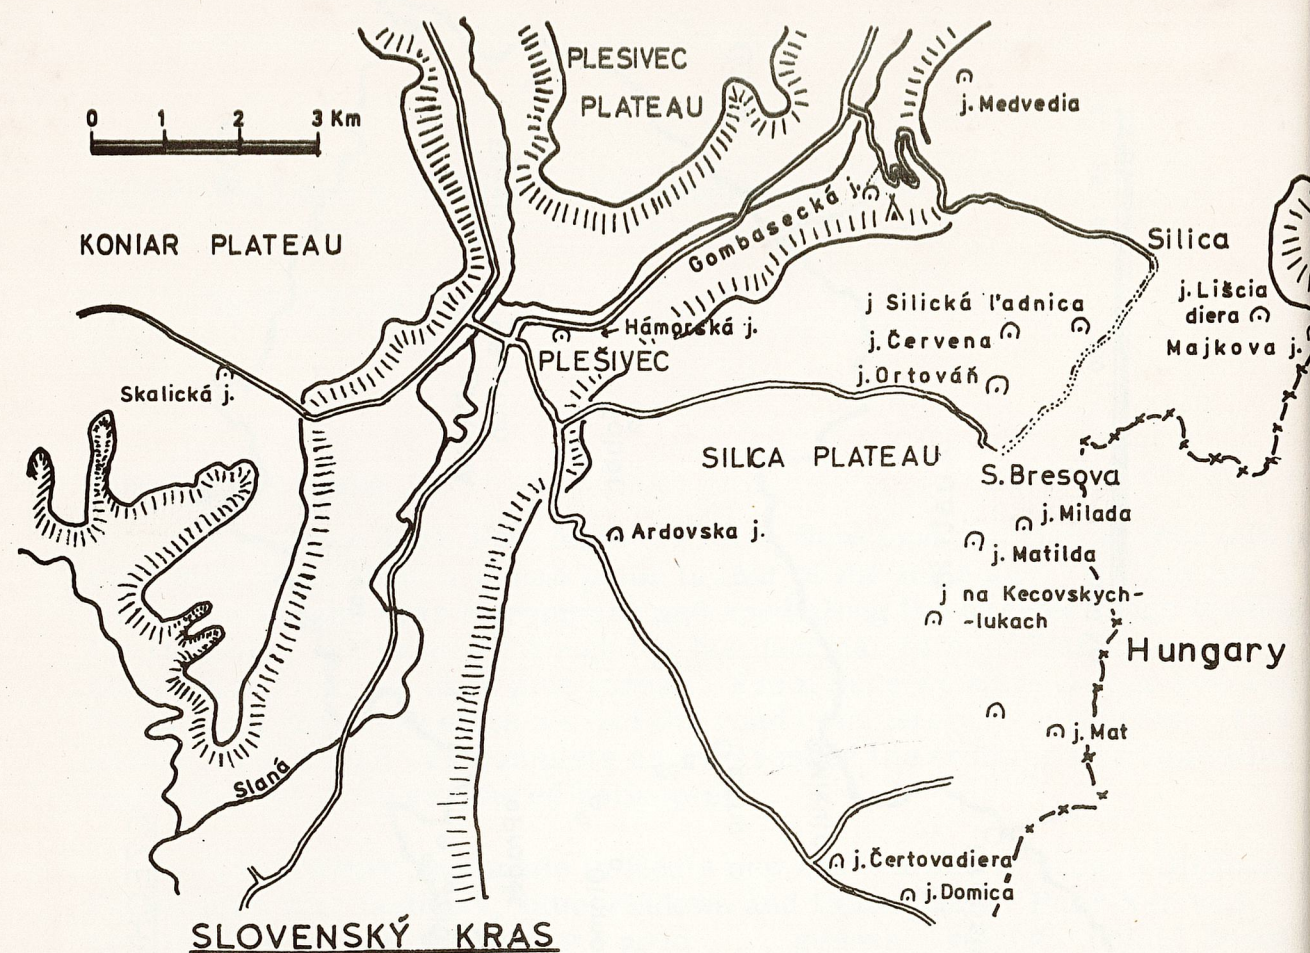 PLESIVEC
PLATEAU
j. Medvedia
0 1 2 3 Km
KONIAR PLATEAU
Gombasecká j.
Silica
j. Lišcia
diera
Majkova j.
j Silická ľadnica
j. Červena
j. Ortováň
Hámorská j.
PLEŠIVEC
Skalická j.
SILICA PLATEAU
S. Bresova
j. Milada
Ardovska j.
j. Matilda
j na Kecovskych-
-lukach
Hungary
j. Mat
Slaná
j. Čertovadiera
j. Domica
SLOVENSKÝ KRAS